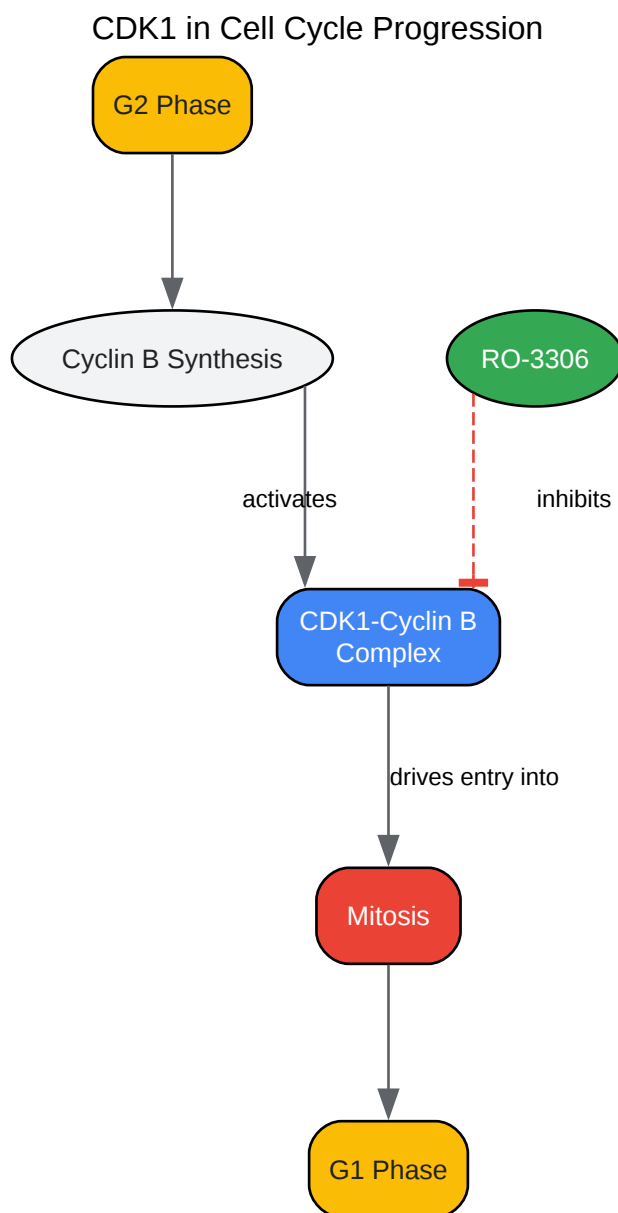 CDK1 in Cell Cycle Progression
G2 Phase
Cyclin B Synthesis
RO-3306
activates
inhibits
CDK1-Cyclin B
Complex
drives entry into
Mitosis
G1 Phase